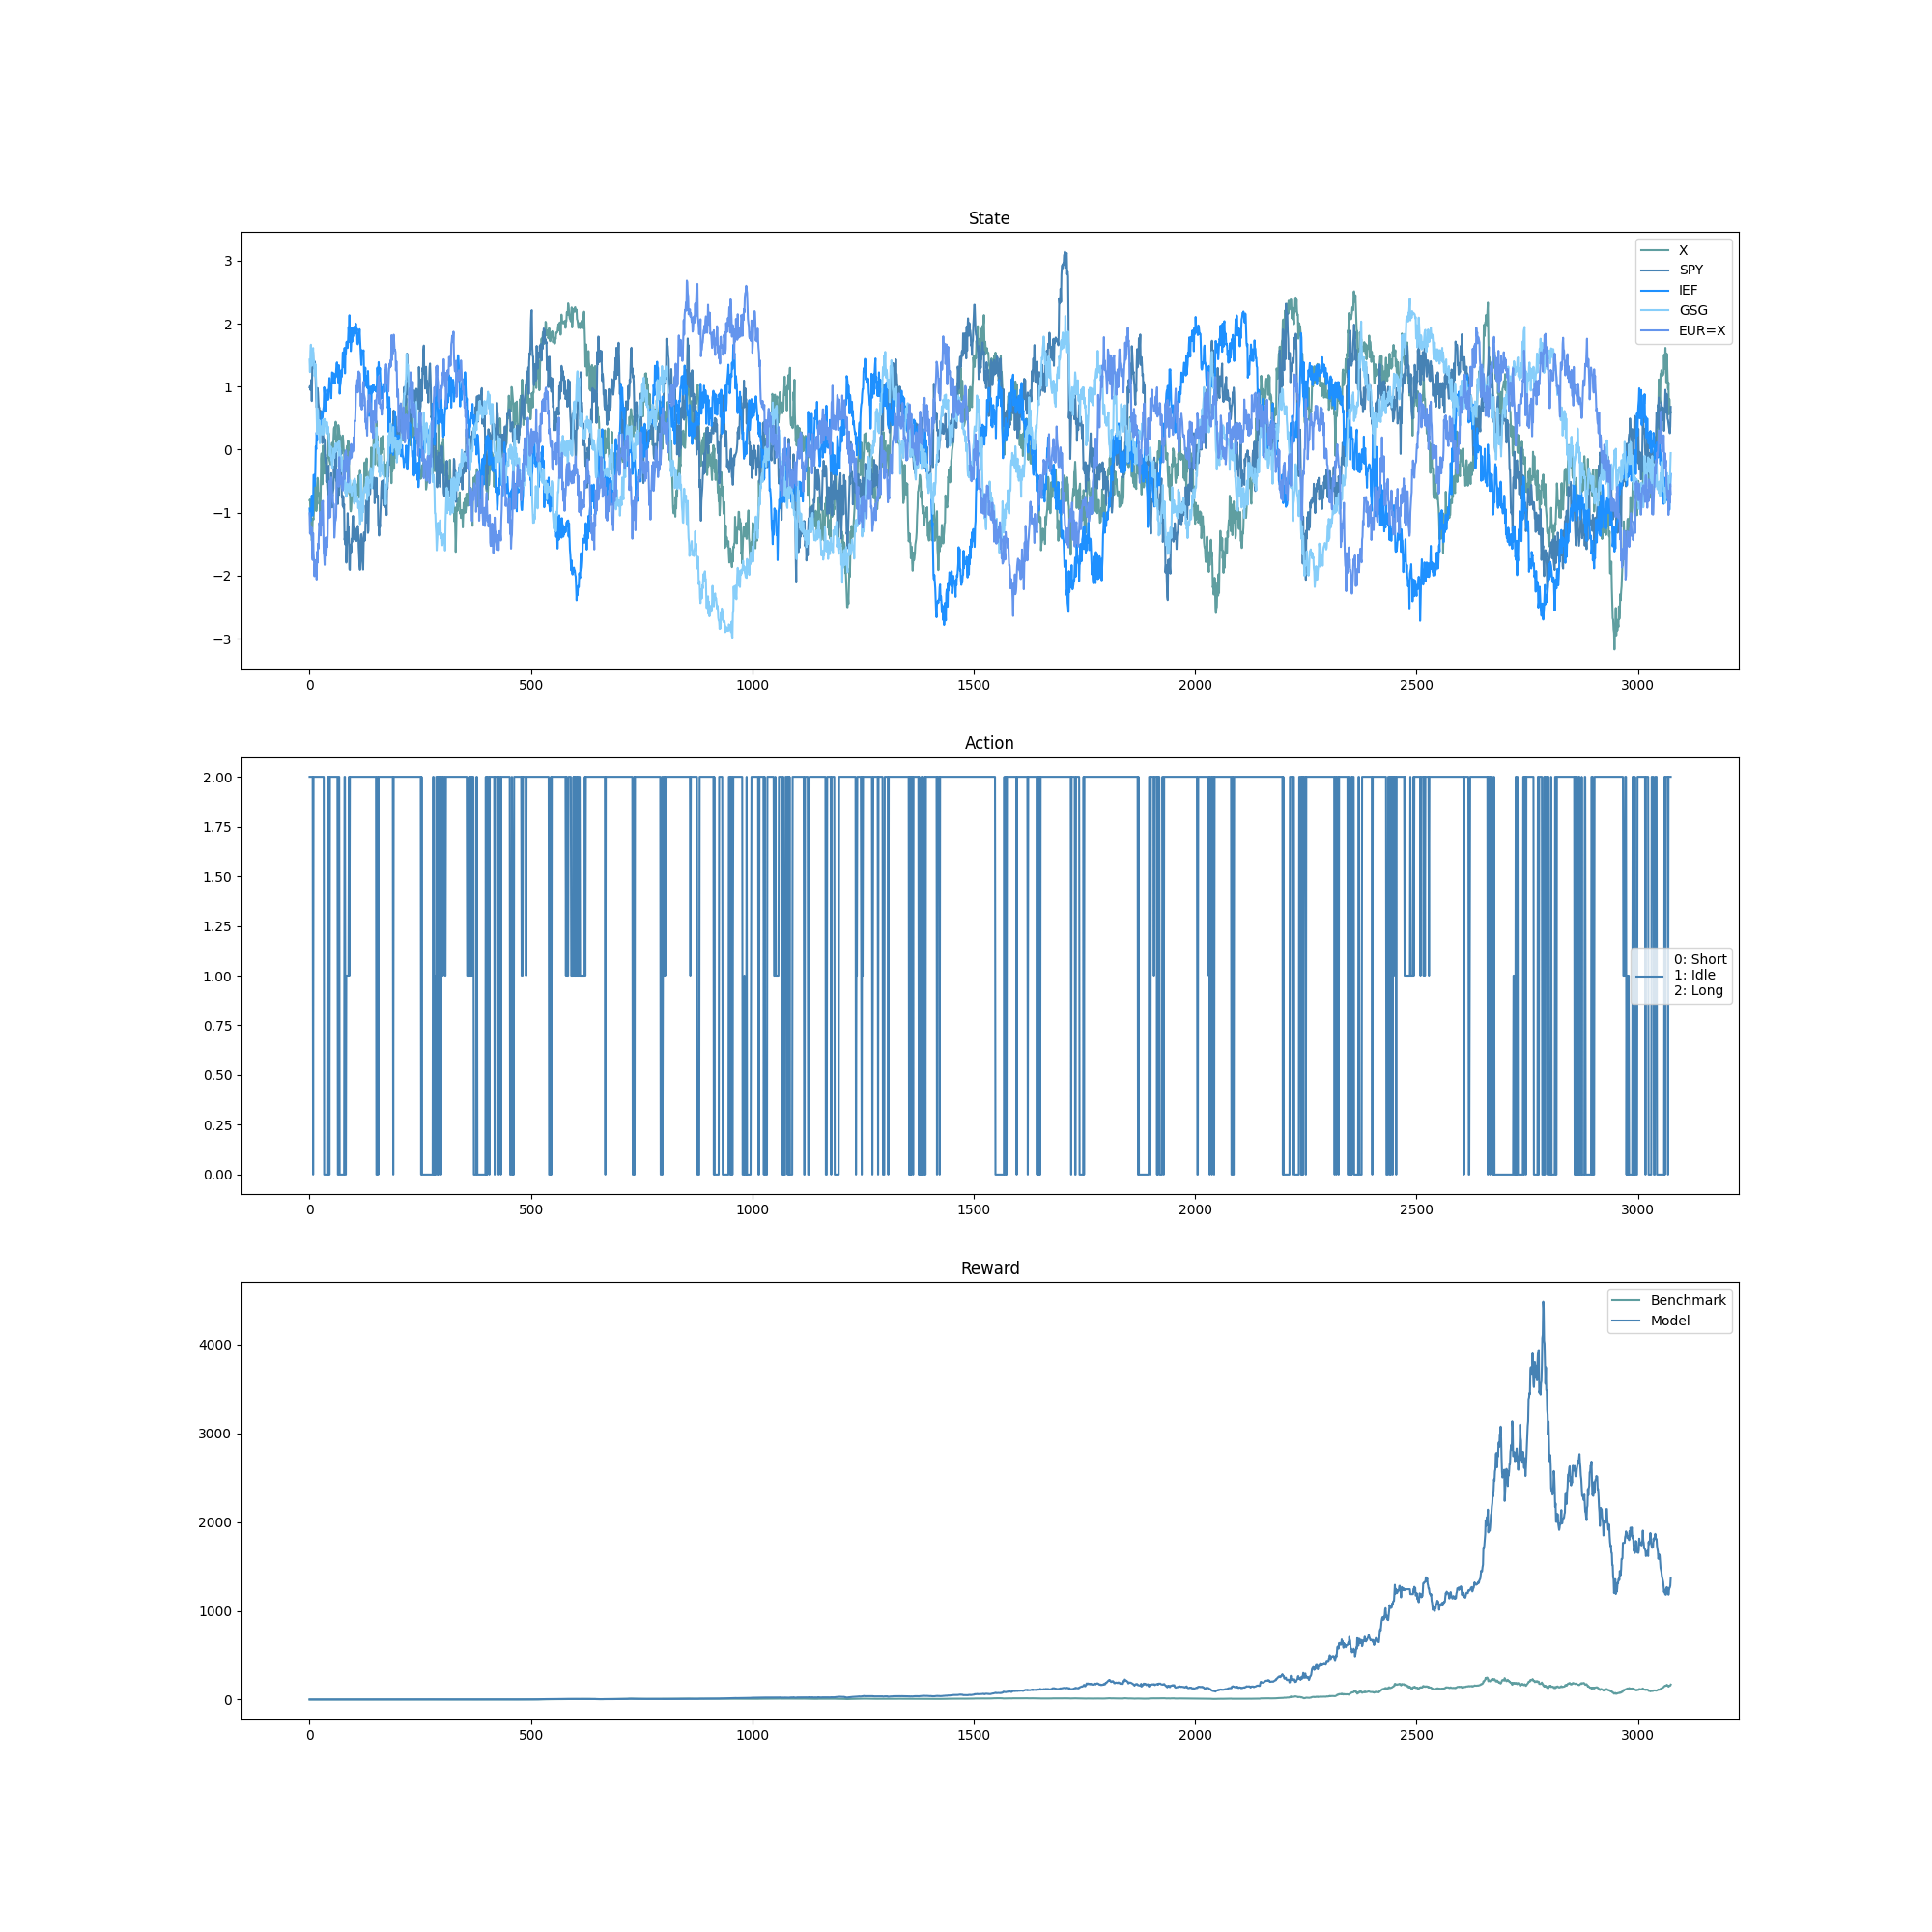 State
3
2
1
0
−1
−2
−3
X
SPY
IEF
GSG
EUR=X
0 500 1000 1500 2000 2500 3000
Action
2.00
1.75
1.50
1.25
1.00
0.75
0.50
0.25
0.00
0: Short
1: Idle
2: Long
0 500 1000 1500 2000 2500 3000
Reward
4000
3000
2000
1000
0
Benchmark
Model
0 500 1000 1500 2000 2500 3000